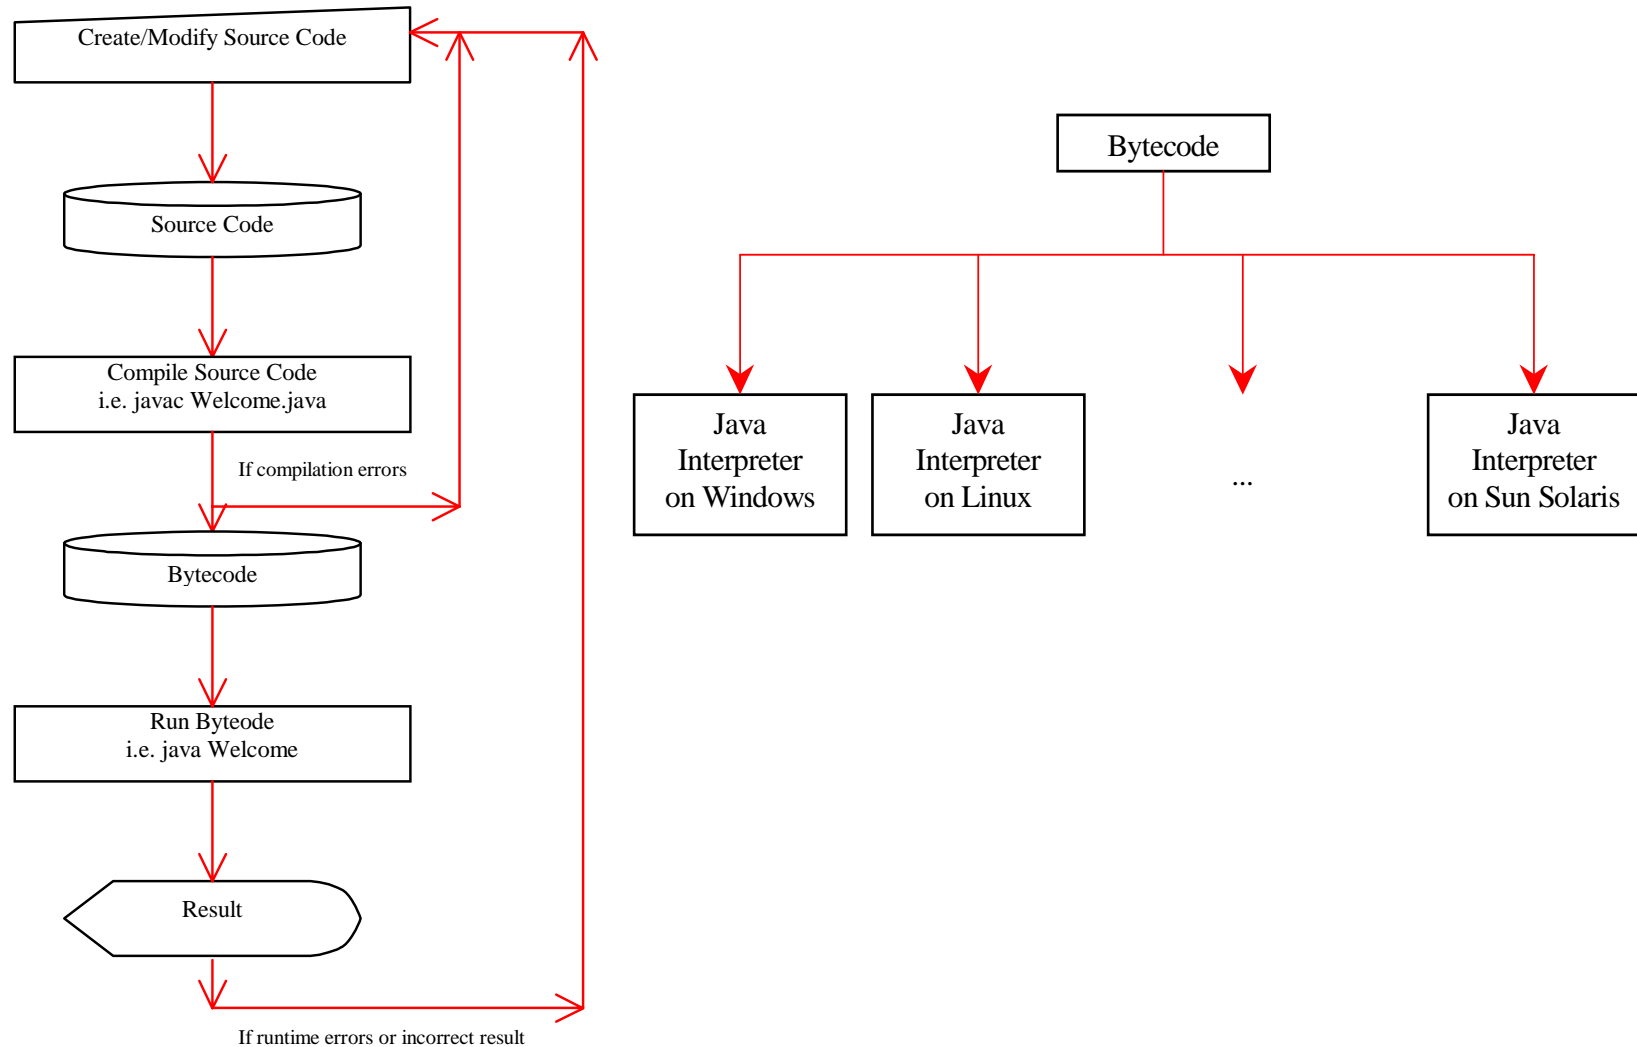 Create/Modify Source Code
Source Code
Compile Source Code
i.e. javac Welcome.java
If compilation errors
Bytecode
Run Byteode
i.e. java Welcome
Result
If runtime errors or incorrect result
Bytecode
Java
Interpreter
on Windows
Java
Interpreter
on Linux
...
Java
Interpreter
on Sun Solaris